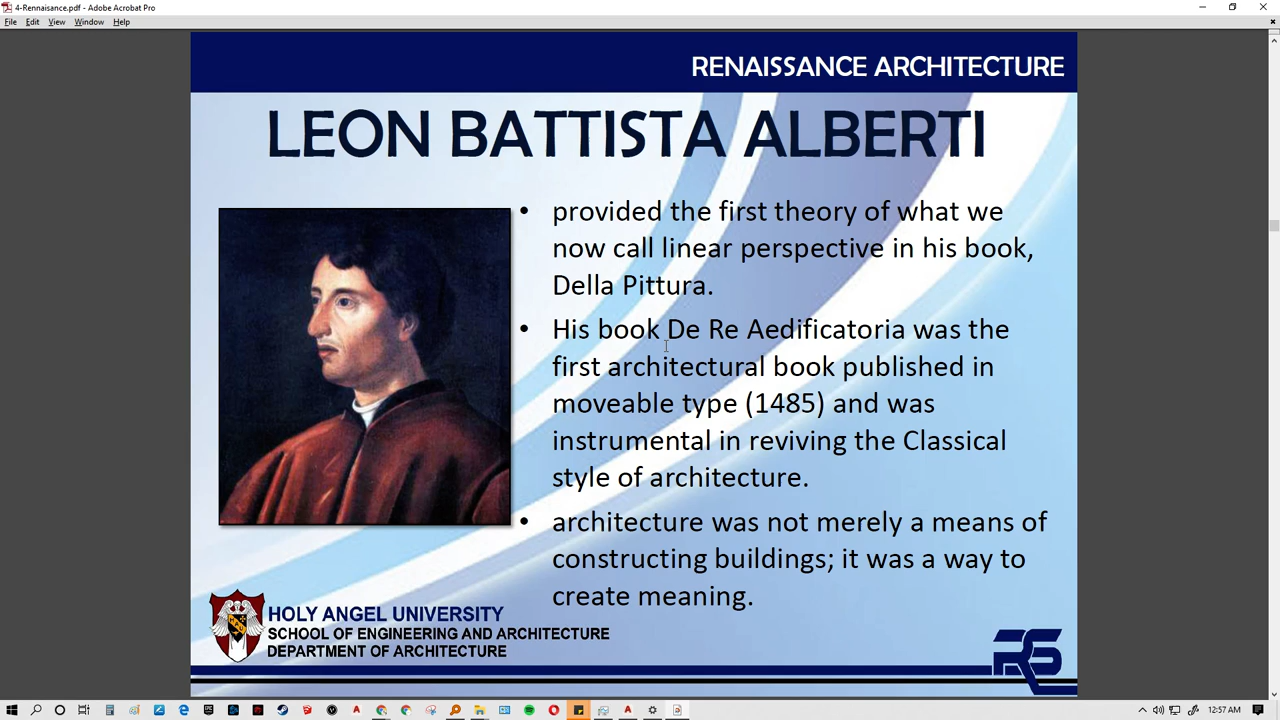 4-Rennaisance.pdf - Adobe Acrobat Pro
File Edit View Window Help
RENAISSANCE ARCHITECTURE
LEON BATTISTA ALBERTI
• provided the first theory of what we
now call linear perspective in his book,
Della Pittura.
• His book De Re Aedificatoria was the
first architectural book published in
moveable type (1485) and was
instrumental in reviving the Classical
style of architecture.
• architecture was not merely a means of
constructing buildings; it was a way to
create meaning.
HOLY ANGEL UNIVERSITY
SCHOOL OF ENGINEERING AND ARCHITECTURE
DEPARTMENT OF ARCHITECTURE
RS
12:57 AM